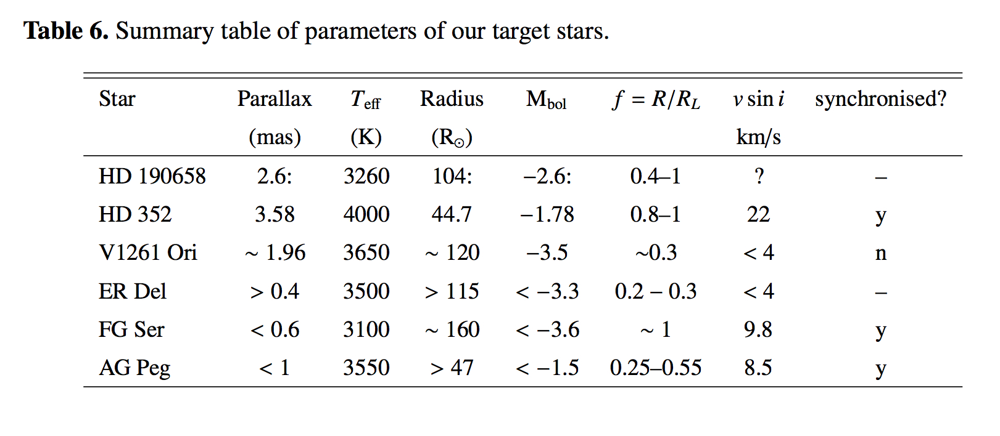 Table 6. Summary table of parameters of our target stars.
Star Parallax T_eff Radius M_bol f = R/R_L v sin i synchronised?
(mas) (K) (R_⊙) km/s
HD 190658 2.6: 3260 104: −2.6: 0.4–1 ? –
HD 352 3.58 4000 44.7 −1.78 0.8–1 22 y
V1261 Ori ~ 1.96 3650 ~ 120 −3.5 ~0.3 < 4 n
ER Del > 0.4 3500 > 115 < −3.3 0.2 – 0.3 < 4 –
FG Ser < 0.6 3100 ~ 160 < −3.6 ~ 1 9.8 y
AG Peg < 1 3550 > 47 < −1.5 0.25–0.55 8.5 y